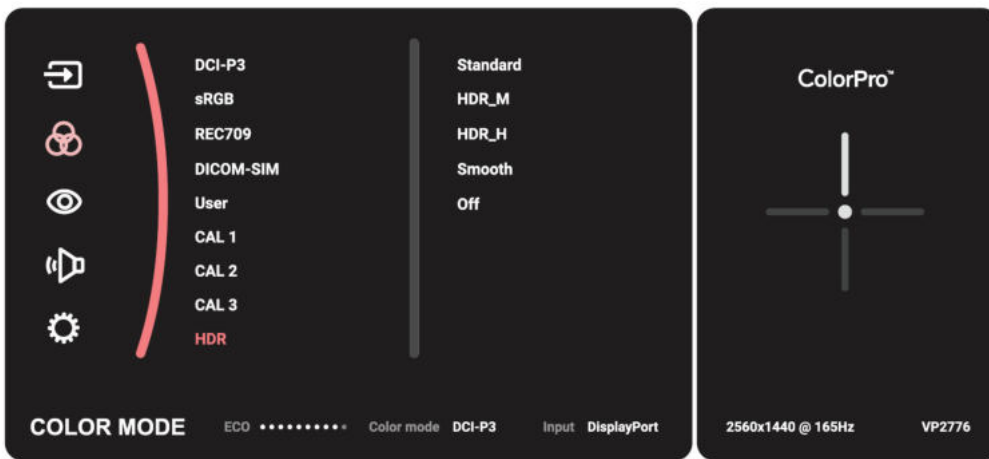 DCI-P3
sRGB
REC709
DICOM-SIM
User
CAL 1
CAL 2
CAL 3
HDR
Standard
HDR_M
HDR_H
Smooth
Off
COLOR MODE
ECO
Color mode DCI-P3
Input DisplayPort
ColorPro™
2560x1440 @ 165Hz
VP2776